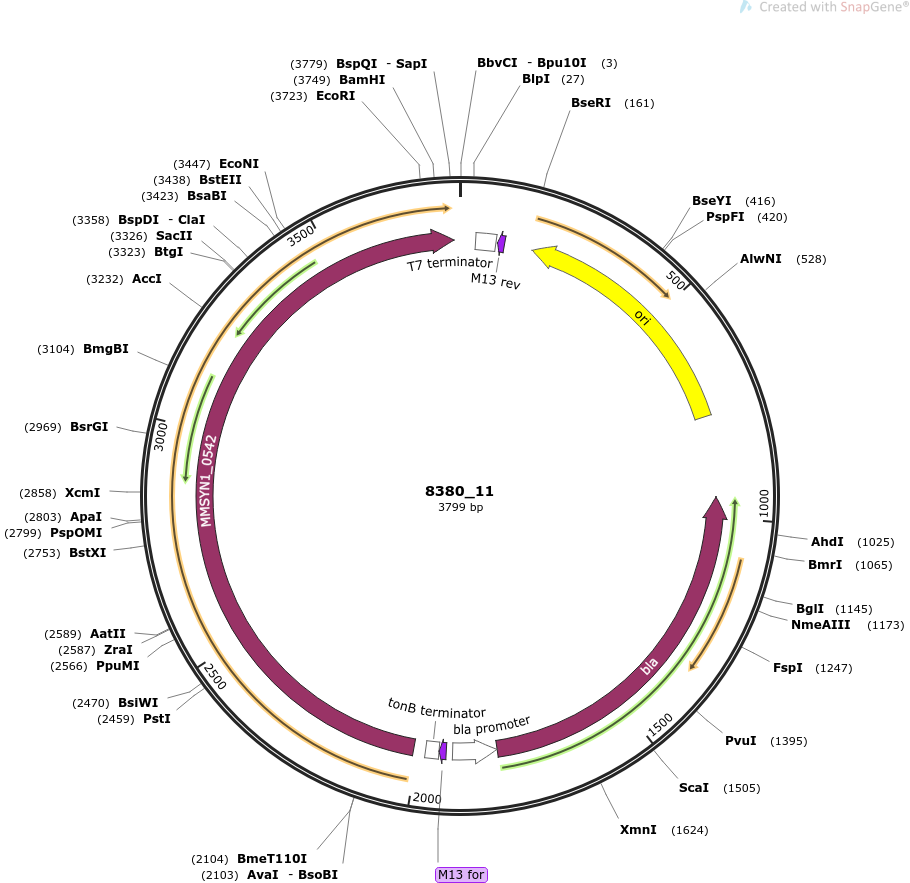 Created with SnapGene®
(3779) BspQI - SapI
(3749) BamHI
(3723) EcoRI
BbvCI - Bpu10I (3)
BlpI (27)
BseRI (161)
(3447) EcoNI
(3438) BstEII
(3423) BsaBI
(3358) BspDI - ClaI
(3326) SacII
(3323) BtgI
(3232) AccI
(3104) BmgBI
(2969) BsrGI
(2858) XcmI
(2803) ApaI
(2799) PspOMI
(2753) BstXI
(2589) AatII
(2587) ZraI
(2566) PpuMI
(2470) BsiWI
(2459) PstI
(2104) BmeT110I
(2103) AvaI - BsoBI
BseYI (416)
PspFI (420)
AlwNI (528)
AhdI (1025)
BmrI (1065)
BglI (1145)
NmeAIII (1173)
FspI (1247)
PvuI (1395)
ScaI (1505)
XmnI (1624)
500
1000
1500
2000
2500
3000
3500
T7 terminator
M13 rev
ori
MMSYN1_0542
8380_11
3799 bp
bla
tonB terminator
bla promoter
M13 for